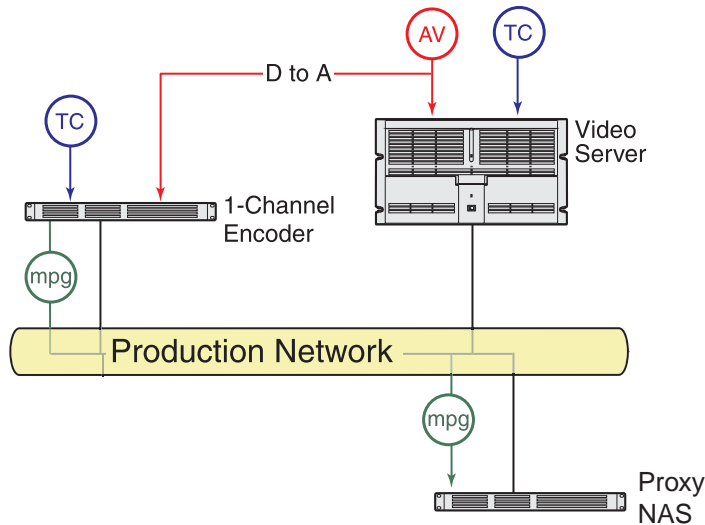 AV
TC
D to A
TC
Video
Server
1-Channel
Encoder
mpg
Production Network
mpg
Proxy
NAS